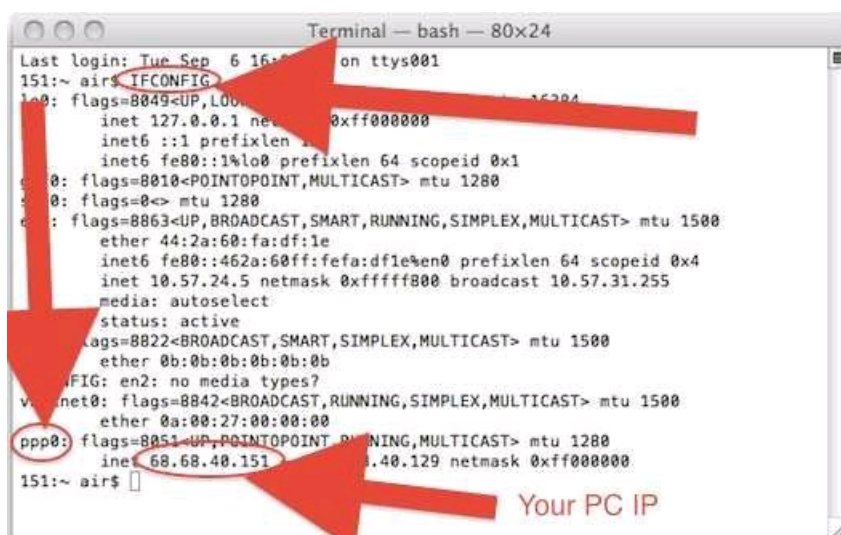 Terminal — bash — 80×24
Last login: Tue Sep 6 16: on ttys001
151:~ air$ IFCONFIG
lo0: flags=8049<UP, 16384
inet 127.0.0.1 0xff000000
inet6 ::1 prefixlen
inet6 fe80::1%lo0 prefixlen 64 scopeid 0x1
0: flags=8010<POINTOPOINT,MULTICAST> mtu 1280
0: flags=0<> mtu 1280
: flags=8863<UP,BROADCAST,SMART,RUNNING,SIMPLEX,MULTICAST> mtu 1500
ether 44:2a:60:fa:df:1e
inet6 fe80::462a:60ff:fefa:df1e%en0 prefixlen 64 scopeid 0x4
inet 10.57.24.5 netmask 0xfffff800 broadcast 10.57.31.255
media: autoselect
status: active
ags=8822<BROADCAST,SMART,SIMPLEX,MULTICAST> mtu 1500
ether 0b:0b:0b:0b:0b:0b
FIG: en2: no media types?
net0: flags=8842<BROADCAST,RUNNING,SIMPLEX,MULTICAST> mtu 1500
ether 0a:00:27:00:00:00
ppp0: flags=8051<UP,POINTOPOINT,RUNNING,MULTICAST> mtu 1280
inet 68.68.40.151 .40.129 netmask 0xff000000
151:~ air$
Your PC IP